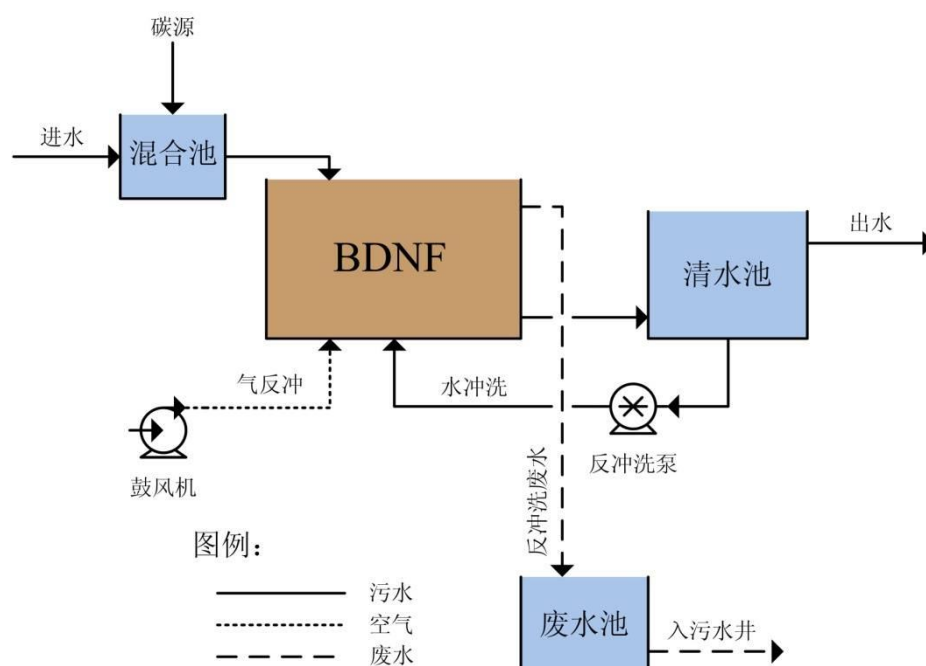 碳源
进水
混合池
BDNF
出水
清水池
气反冲
水冲洗
鼓风机
反冲洗泵
反冲洗废水
图例：
污水
空气
废水
废水池
入污水井